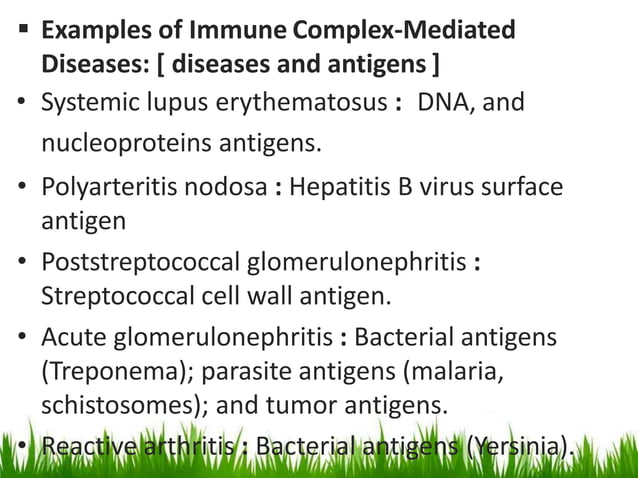 ▪ Examples of Immune Complex-Mediated
Diseases: [ diseases and antigens ]
• Systemic lupus erythematosus : DNA, and
nucleoproteins antigens.
• Polyarteritis nodosa : Hepatitis B virus surface
antigen
• Poststreptococcal glomerulonephritis :
Streptococcal cell wall antigen.
• Acute glomerulonephritis : Bacterial antigens
(Treponema); parasite antigens (malaria,
schistosomes); and tumor antigens.
• Reactive arthritis : Bacterial antigens (Yersinia).